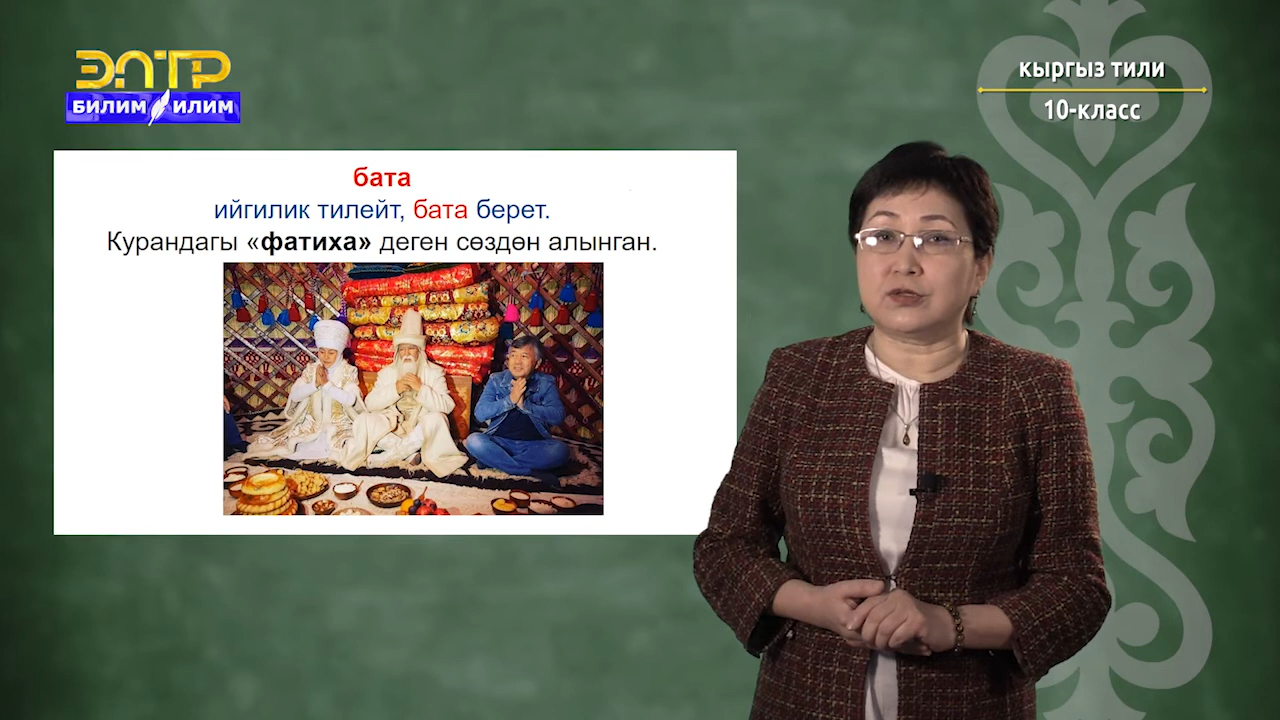 ЭЛТР
БИЛИМ ИЛИМ
кыргыз тили
10-класс
бата
ийгилик тилейт, бата берет.
Курандагы «фатиха» деген сөздөн алынган.